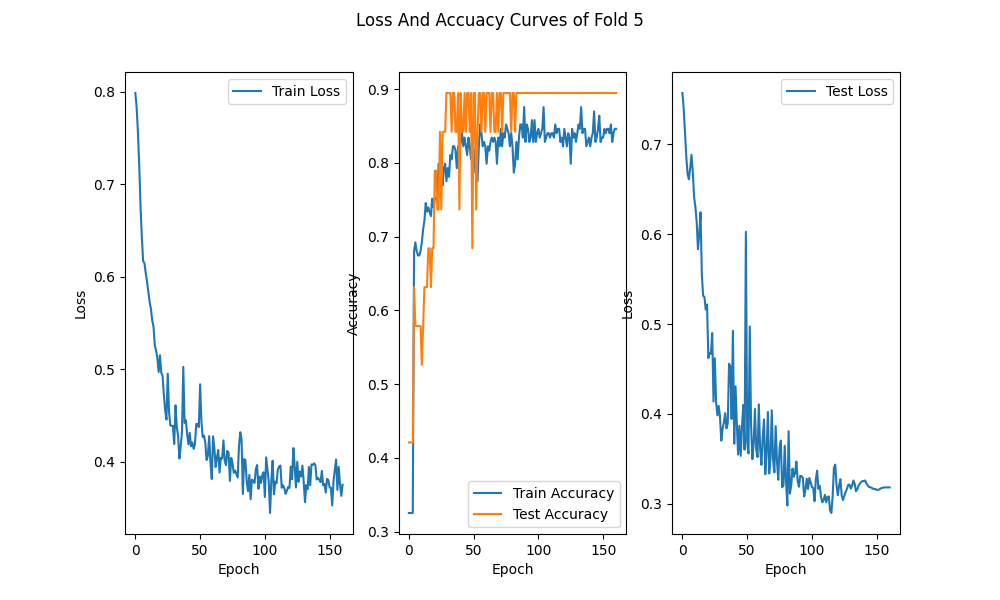 Loss And Accuacy Curves of Fold 5
Train Loss
0.8
0.7
0.6
0.5
0.4
Loss
0 50 100 150
Epoch
0.9
0.8
0.7
0.6
0.5
0.4
0.3
Accuracy
Train Accuracy
Test Accuracy
0 50 100 150
Epoch
Test Loss
0.7
0.6
0.5
0.4
0.3
Loss
0 50 100 150
Epoch